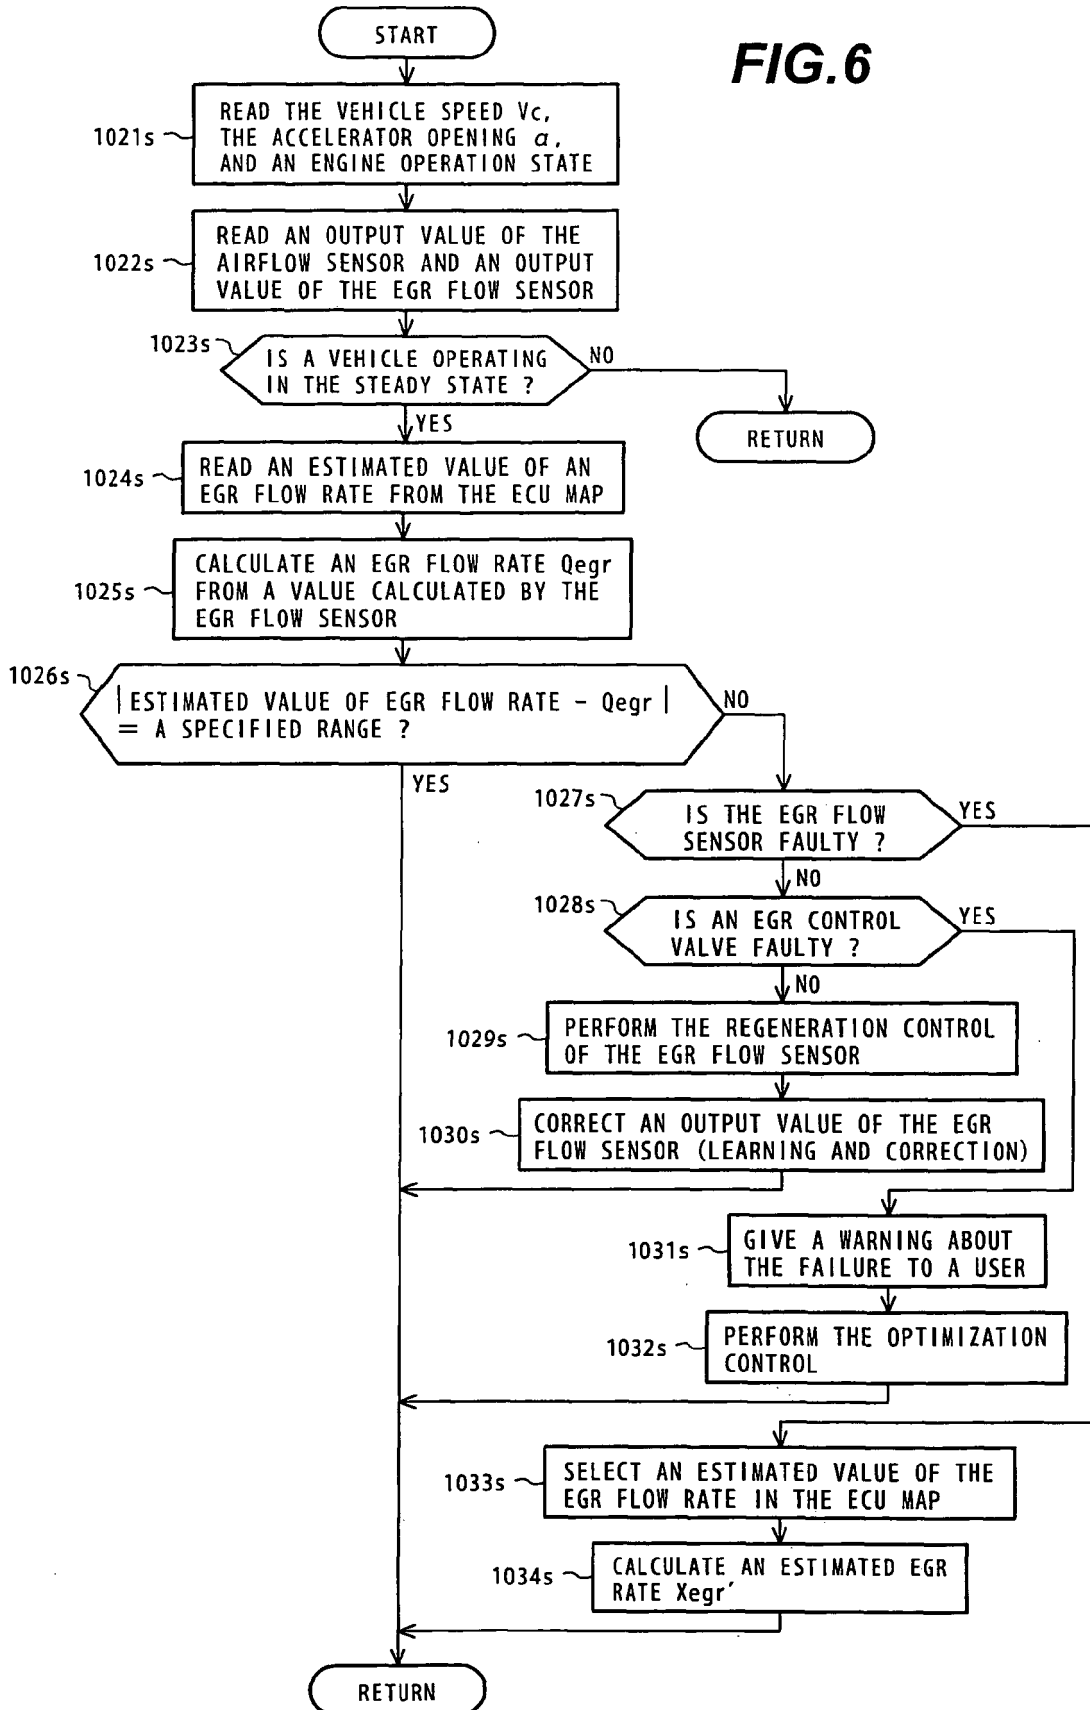 START
FIG.6
READ THE VEHICLE SPEED Vc,
THE ACCELERATOR OPENING α,
AND AN ENGINE OPERATION STATE
1021s
READ AN OUTPUT VALUE OF THE
AIRFLOW SENSOR AND AN OUTPUT
VALUE OF THE EGR FLOW SENSOR
1022s
1023s
IS A VEHICLE OPERATING
IN THE STEADY STATE ?
NO
YES
RETURN
READ AN ESTIMATED VALUE OF AN
EGR FLOW RATE FROM THE ECU MAP
1024s
CALCULATE AN EGR FLOW RATE Qegr
FROM A VALUE CALCULATED BY THE
EGR FLOW SENSOR
1025s
1026s
|ESTIMATED VALUE OF EGR FLOW RATE – Qegr|
= A SPECIFIED RANGE ?
NO
YES
1027s
IS THE EGR FLOW
SENSOR FAULTY ?
YES
NO
1028s
IS AN EGR CONTROL
VALVE FAULTY ?
YES
NO
PERFORM THE REGENERATION CONTROL
OF THE EGR FLOW SENSOR
1029s
CORRECT AN OUTPUT VALUE OF THE EGR
FLOW SENSOR (LEARNING AND CORRECTION)
1030s
GIVE A WARNING ABOUT
THE FAILURE TO A USER
1031s
PERFORM THE OPTIMIZATION
CONTROL
1032s
SELECT AN ESTIMATED VALUE OF THE
EGR FLOW RATE IN THE ECU MAP
1033s
CALCULATE AN ESTIMATED EGR
RATE Xegr′
1034s
RETURN